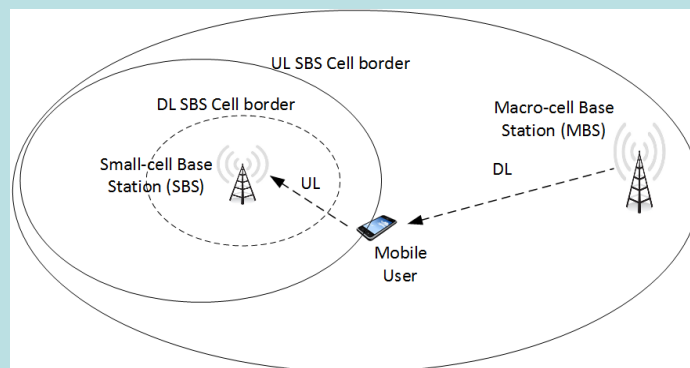 UL SBS Cell border
DL SBS Cell border
Macro-cell Base
Station (MBS)
Small-cell Base
Station (SBS)
DL
UL
Mobile
User